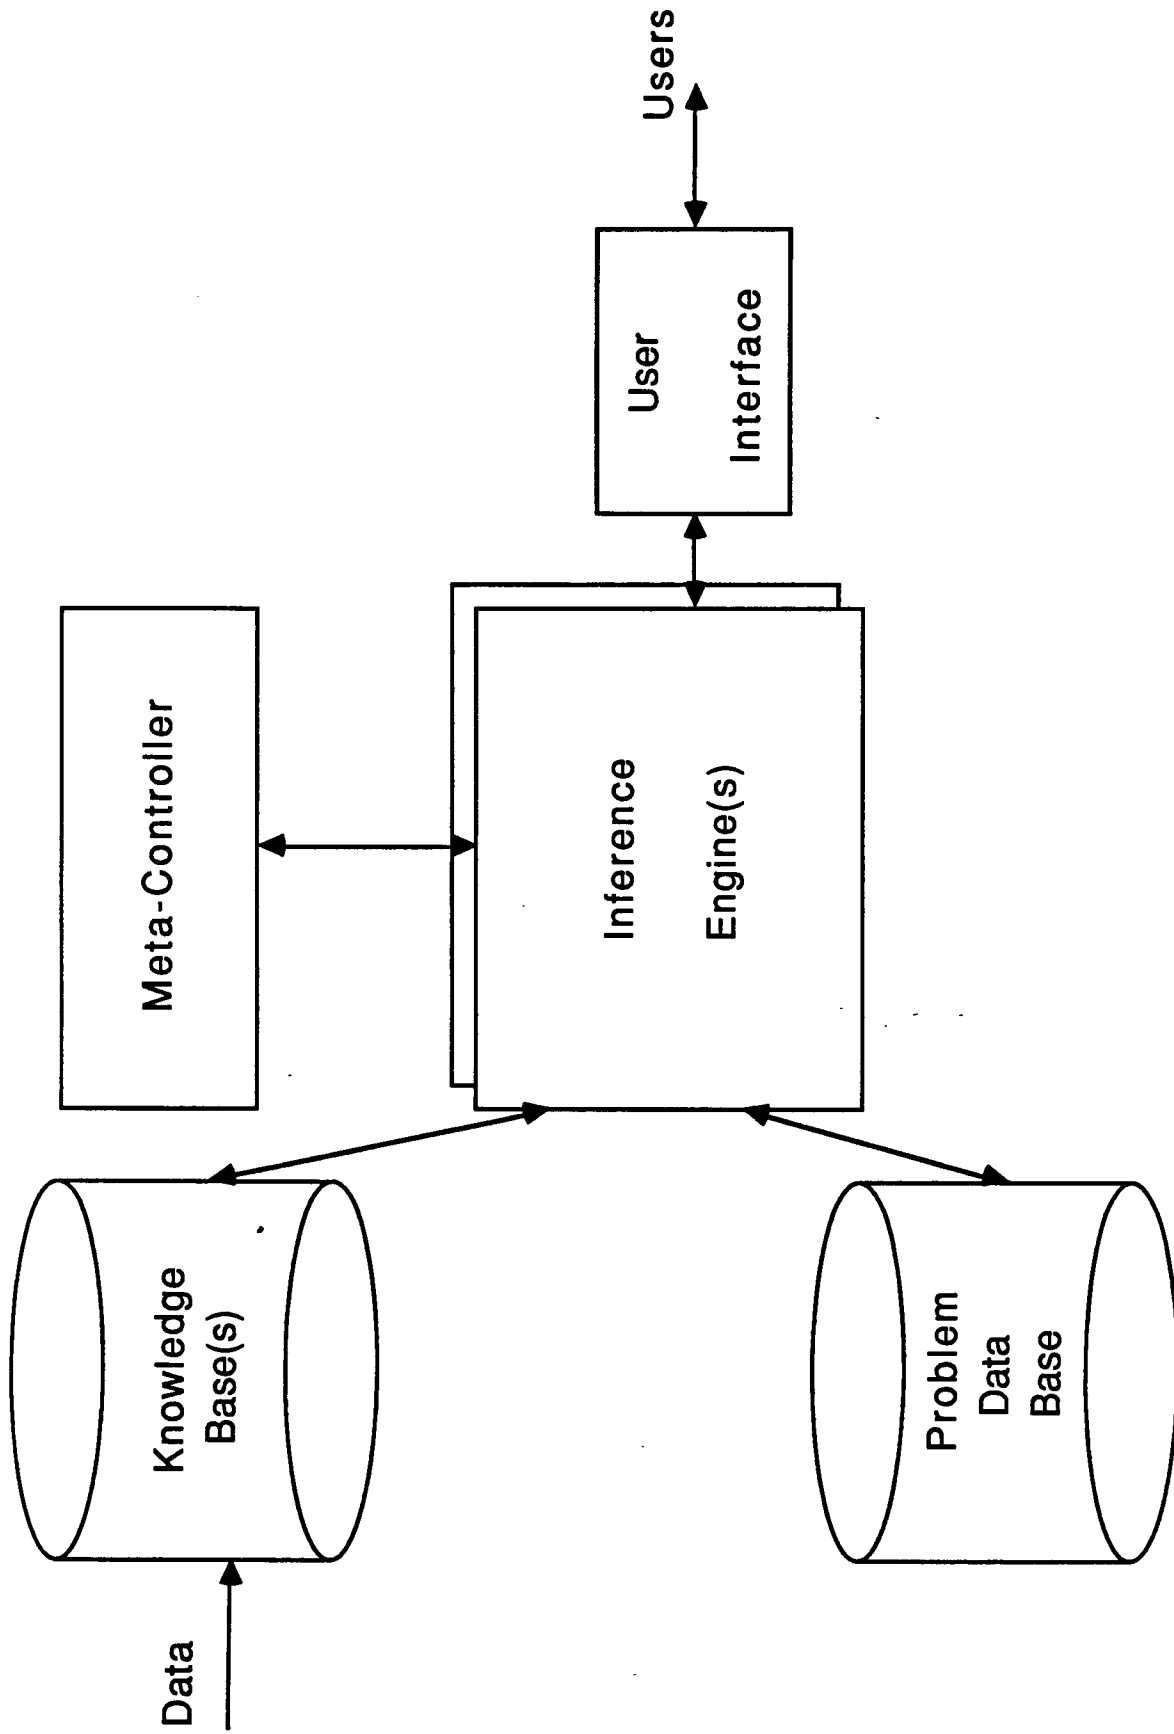 Meta-Controller
Data
Knowledge
Base(s)
Inference
Engine(s)
User
Interface
Users
Problem
Data
Base